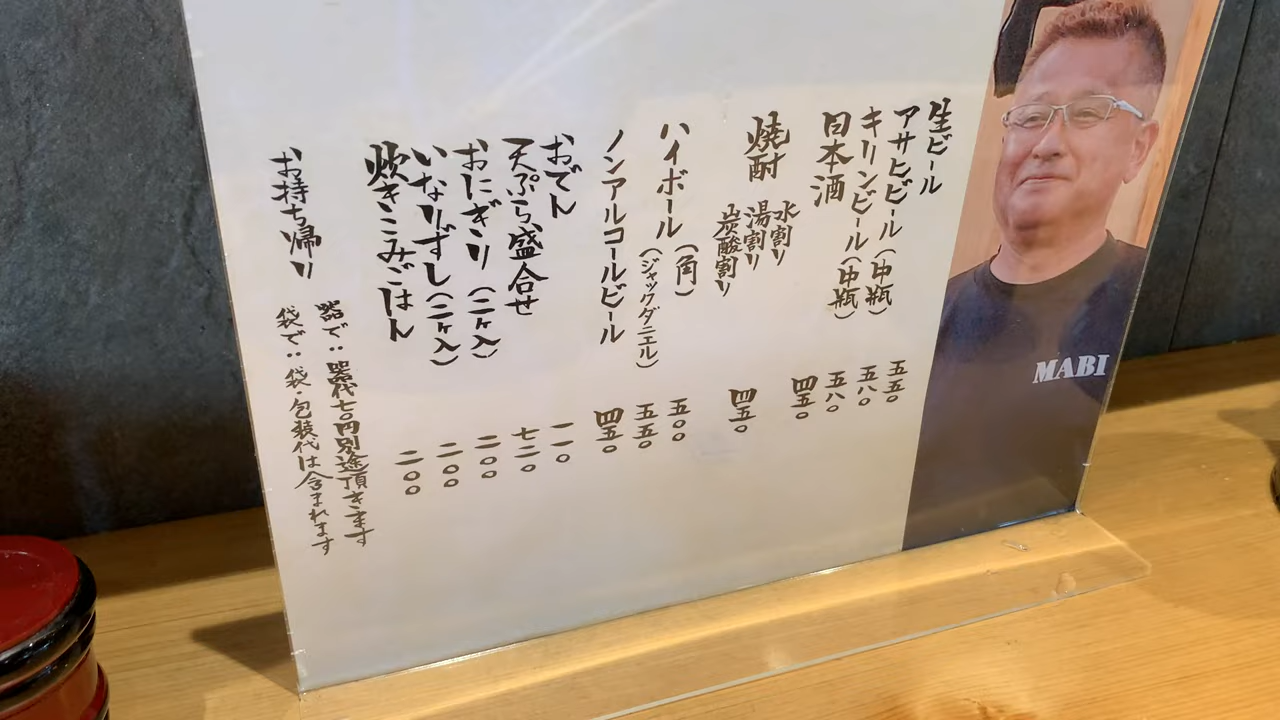 生ビール 五五〇
アサヒビール(中瓶) 五八〇
キリンビール(中瓶) 五八〇
日本酒 四五〇
焼酎 水割り
湯割り
炭酸割り 四五〇
ハイボール(角) 五〇〇
(ジャックダニエル) 五五〇
ノンアルコールビール 四五〇
おでん 一一〇
天ぷら盛合せ 七二〇
おにぎり(二ヶ入) 二〇〇
いなりずし(二ヶ入) 二〇〇
炊きこみごはん 二〇〇
お持ち帰り 器で:器代七〇円別途頂きます
袋で:袋・包装代は含まれます
MABI